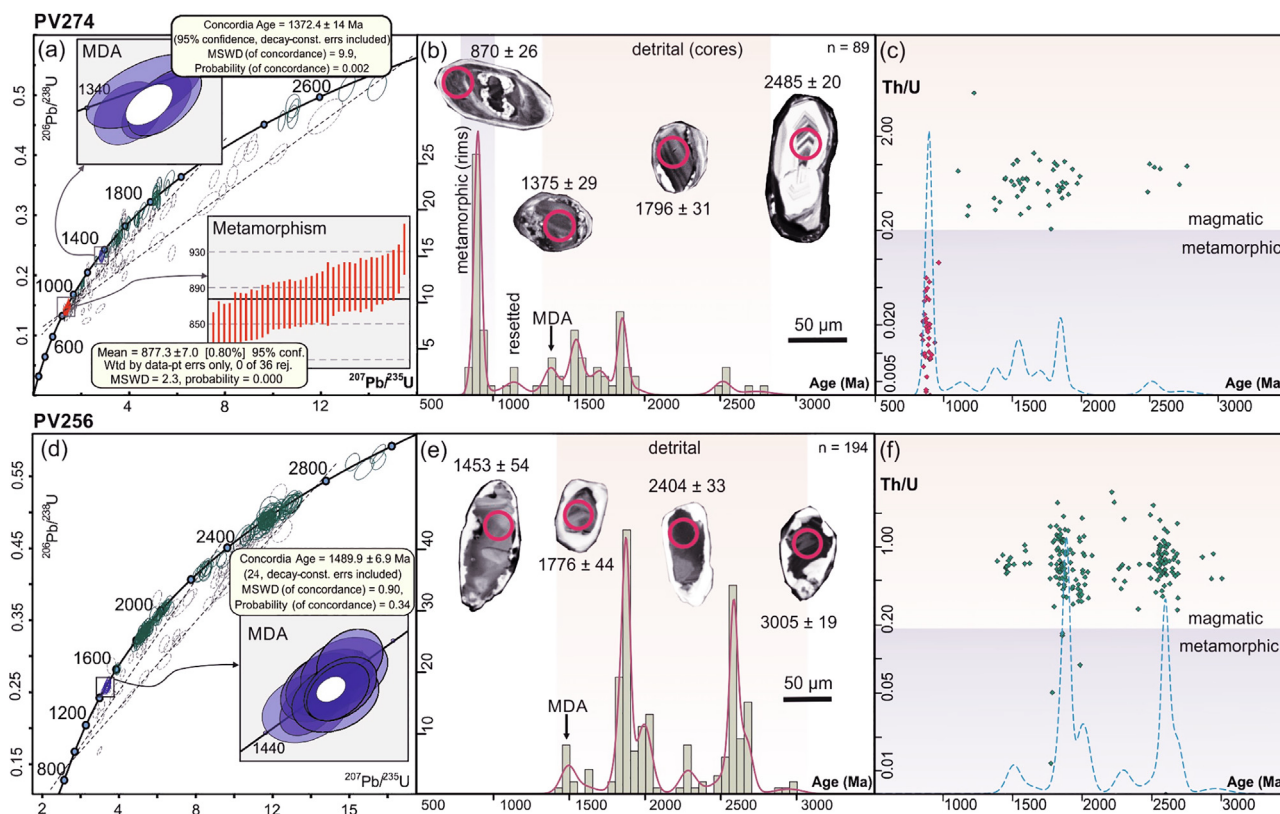 PV274
(a)
MDA
1340
Concordia Age = 1372.4 ± 14 Ma
(95% confidence, decay-const. errs included)
MSWD (of concordance) = 9.9,
Probability (of concordance) = 0.002
206Pb/238U
0.5
0.4
0.3
0.2
0.1
2600
1800
1400
1000
600
Metamorphism
930
890
850
Mean = 877.3±7.0 [0.80%] 95% conf.
Wtd by data-pt errs only, 0 of 36 rej.
MSWD = 2.3, probability = 0.000
207Pb/235U
4
8
12
(b)
870 ± 26
detrital (cores)
n = 89
2485 ± 20
1375 ± 29
1796 ± 31
metamorphic (rims)
resetted
MDA
50 µm
25
20
15
10
5
Age (Ma)
500
1000
1500
2000
2500
3000
(c)
Th/U
2.00
0.20
0.020
0.005
magmatic
metamorphic
Age (Ma)
1000
1500
2000
2500
3000
PV256
(d)
206Pb/238U
0.55
0.45
0.35
0.25
0.15
2800
2400
2000
1600
1200
800
Concordia Age = 1489.9 ± 6.9 Ma
(24, decay-const. errs included)
MSWD (of concordance) = 0.90,
Probability (of concordance) = 0.34
MDA
1440
207Pb/235U
2
4
8
12
15
(e)
detrital
n = 194
1453 ± 54
1776 ± 44
2404 ± 33
3005 ± 19
MDA
50 µm
40
30
20
10
Age (Ma)
500
1000
1500
2000
2500
3000
(f)
Th/U
1.00
0.20
0.05
0.01
magmatic
metamorphic
Age (Ma)
1000
1500
2000
2500
3000